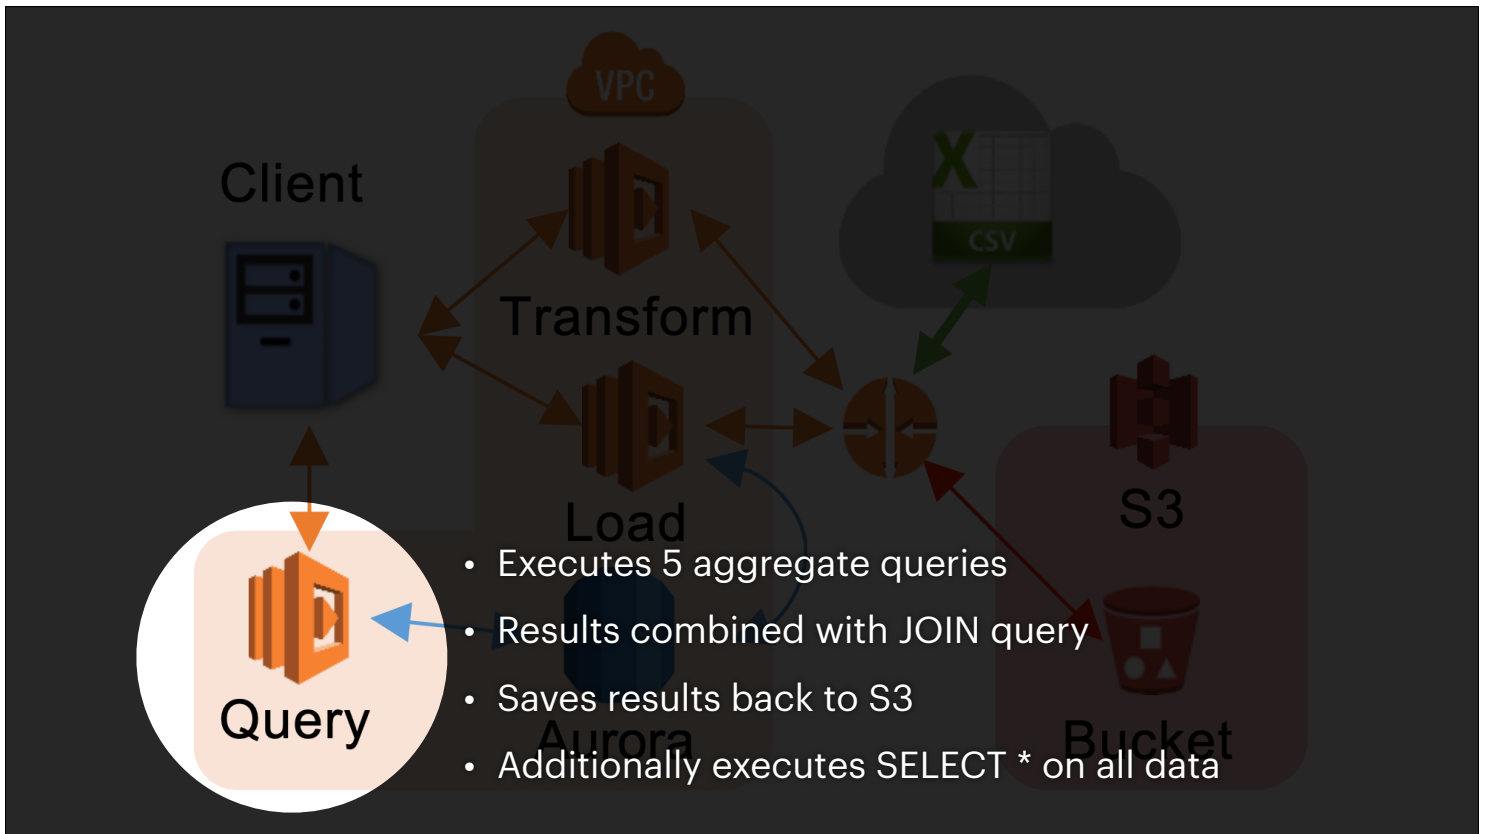 VPC
Client
X
CSV
Transform
Load
S3
Query
Aurora
Bucket
• Executes 5 aggregate queries
• Results combined with JOIN query
• Saves results back to S3
• Additionally executes SELECT * on all data